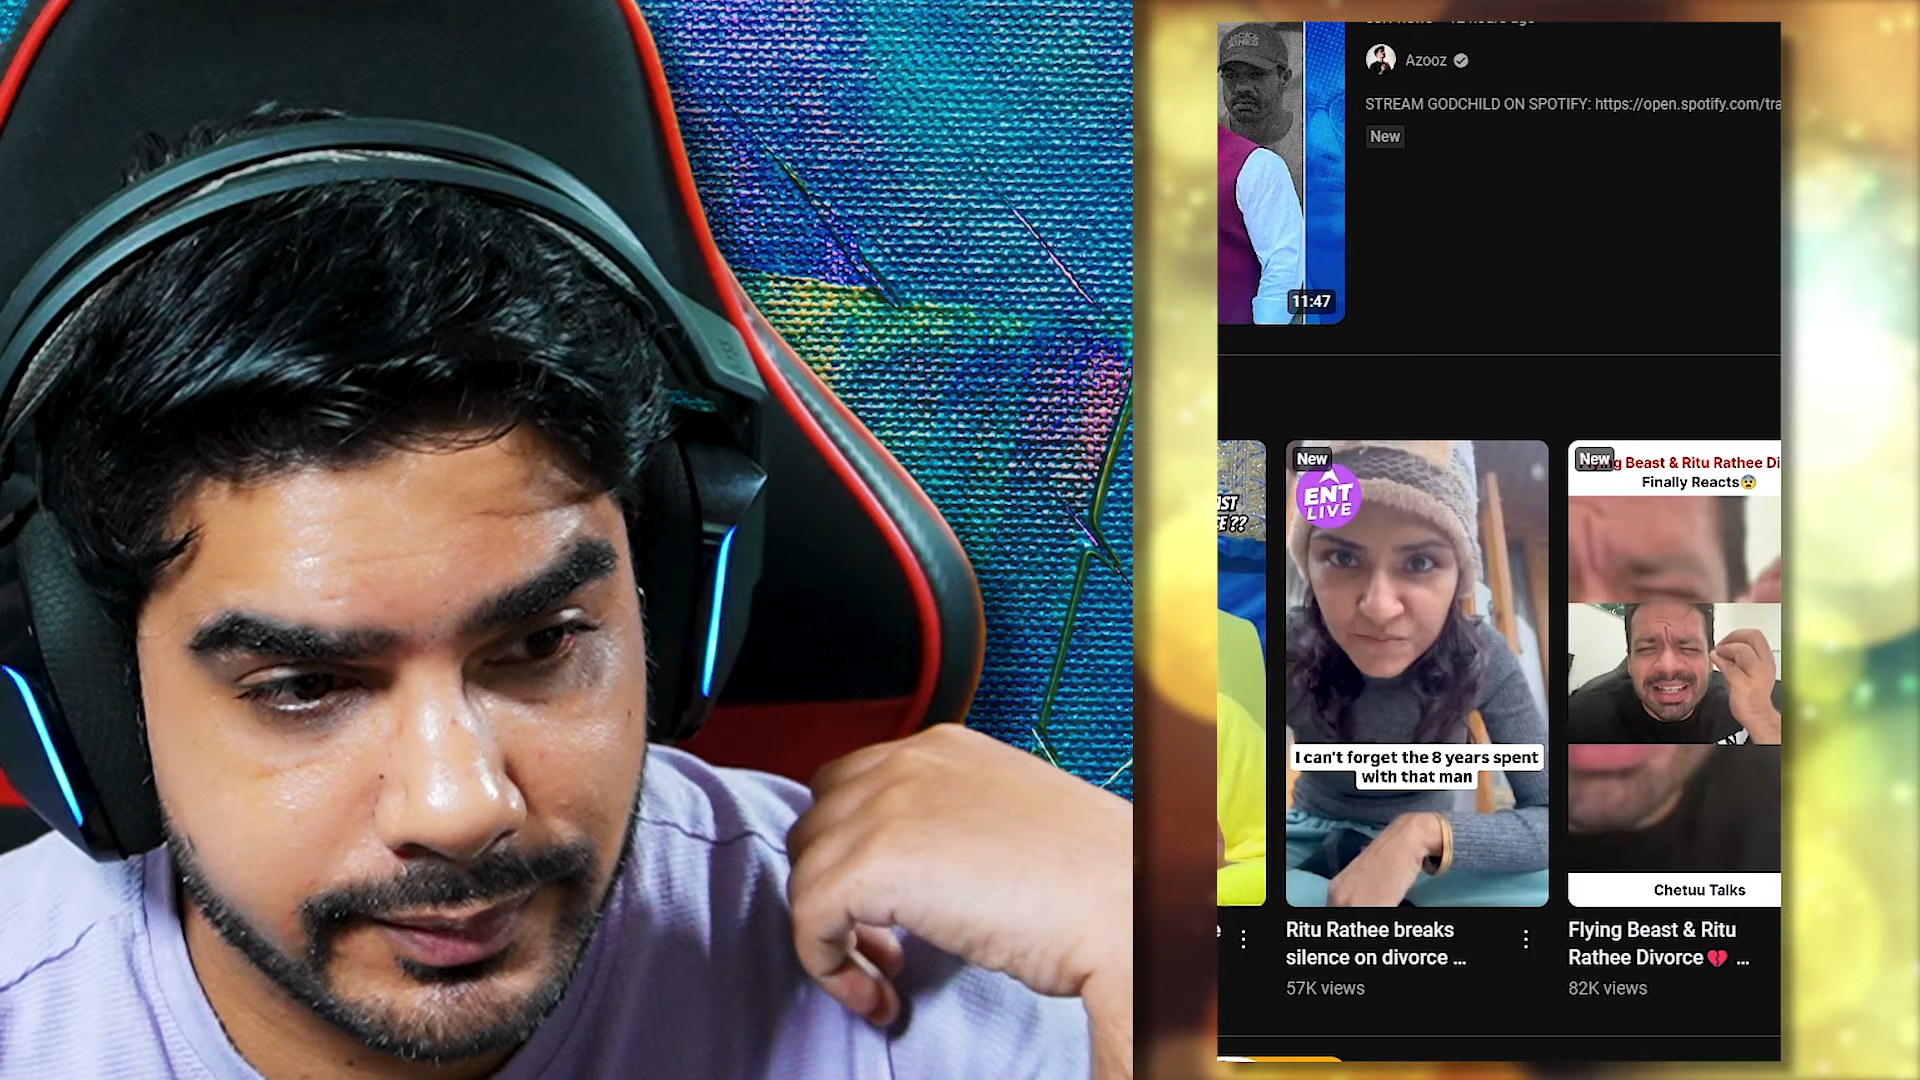 JACK&
JONES
Azooz
STREAM GODCHILD ON SPOTIFY: https://open.spotify.com/tra
New
11:47
New
ENT
LIVE
I can't forget the 8 years spent
with that man
Ritu Rathee breaks
silence on divorce ...
57K views
New
Beast & Ritu Rathee Di
Finally Reacts😨
Chetuu Talks
Flying Beast & Ritu
Rathee Divorce💔 ...
82K views